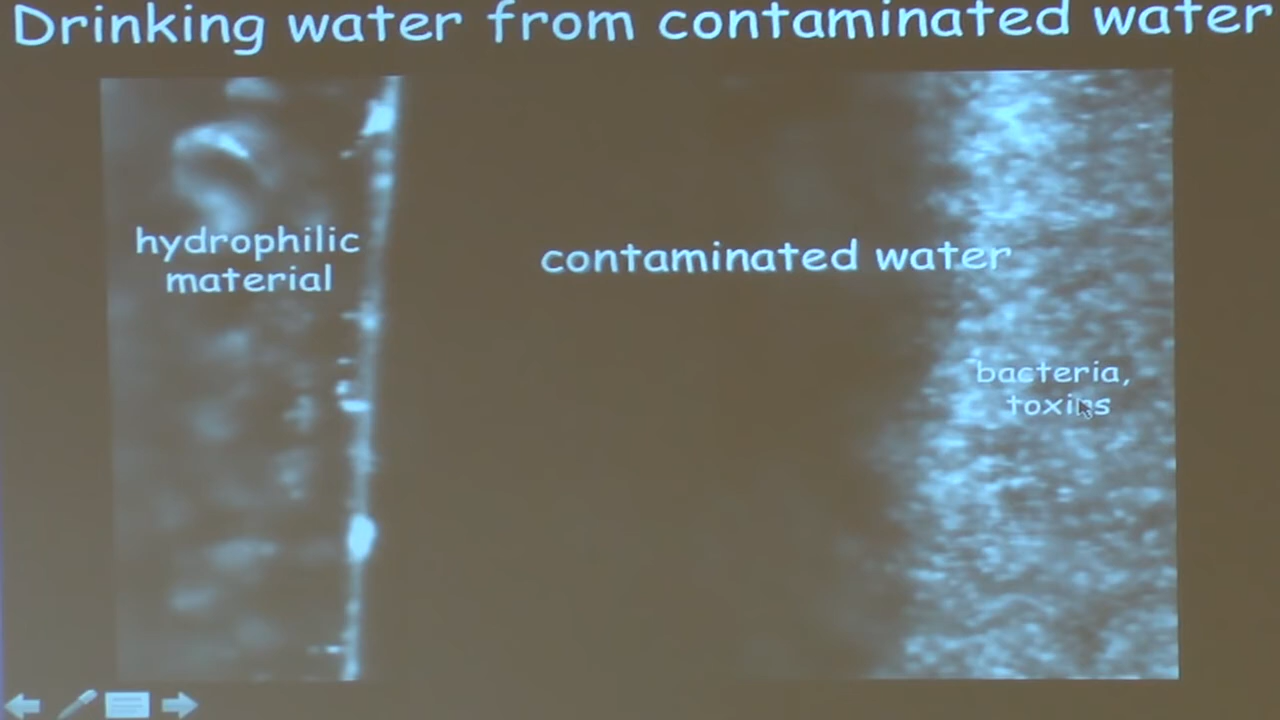 Drinking water from contaminated water
hydrophilic
material
contaminated water
bacteria,
toxins